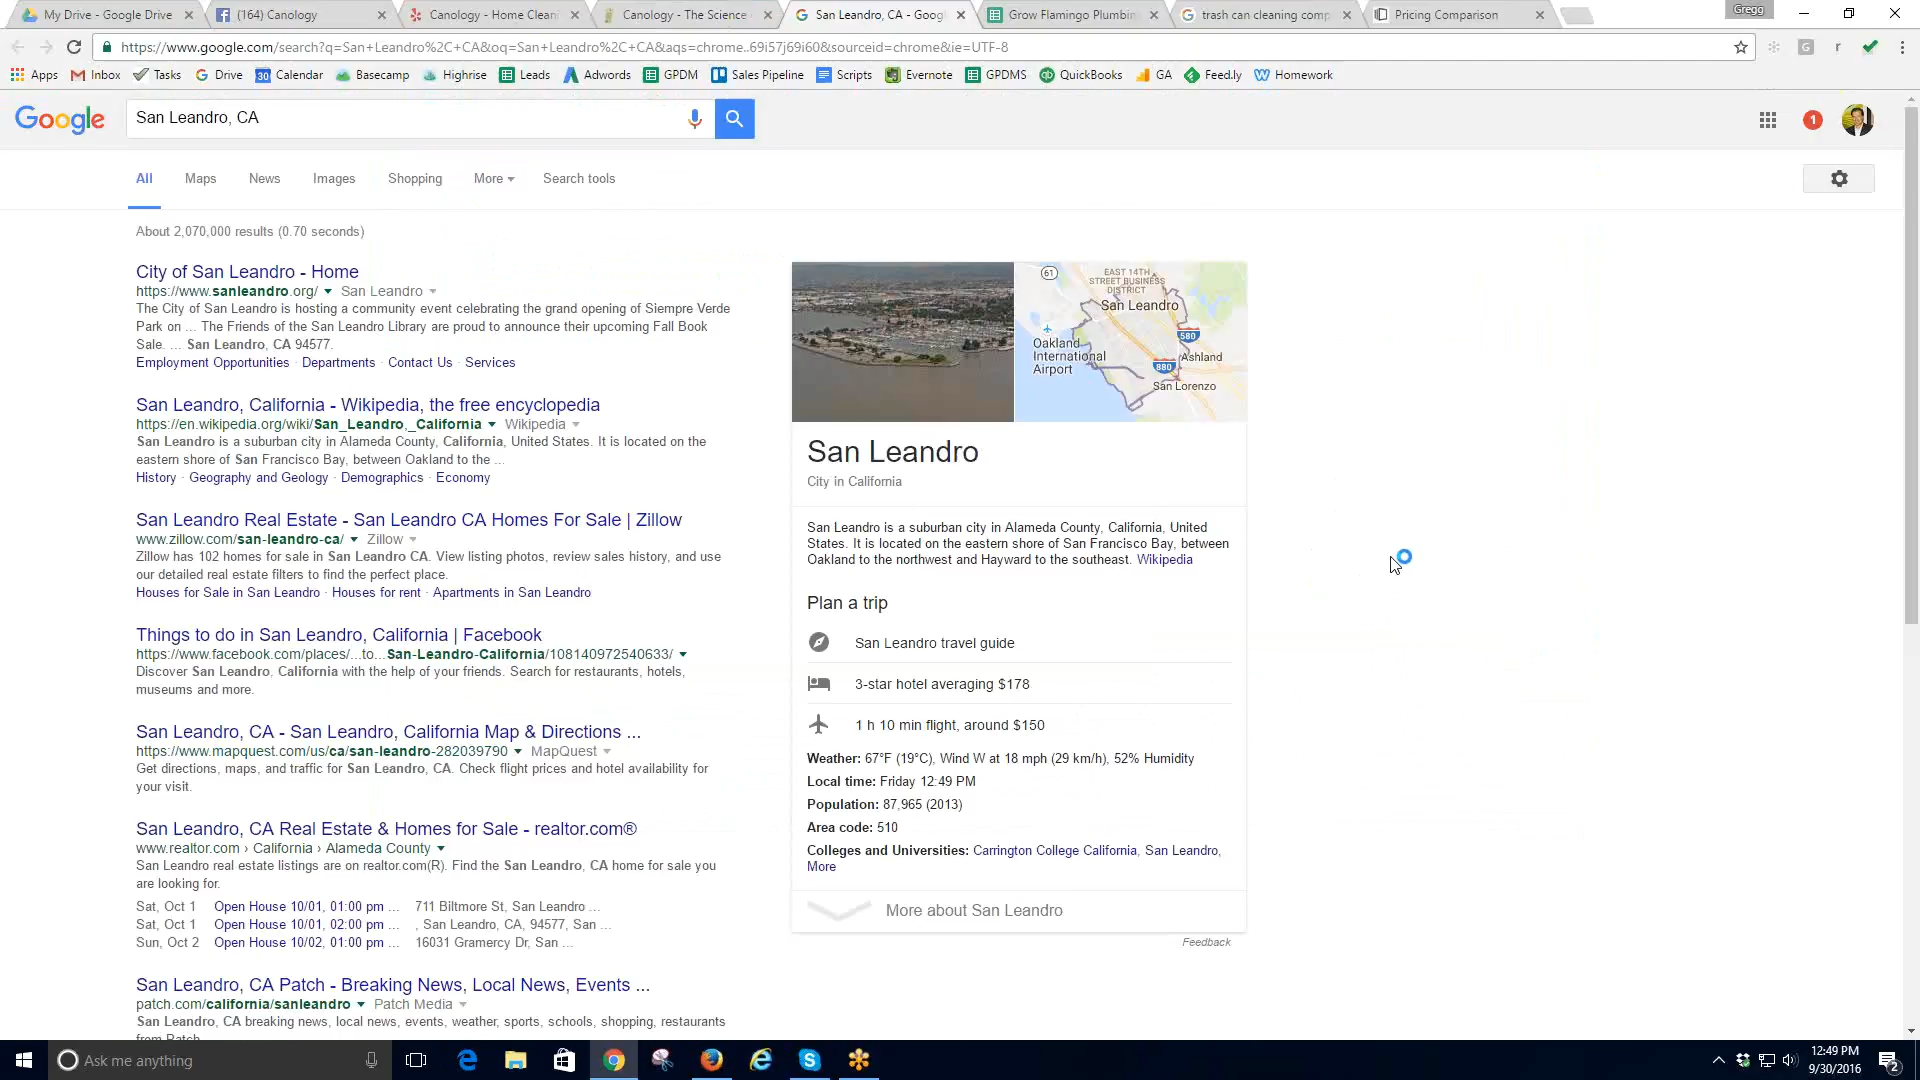 My Drive - Google Drive
(164) Canology
Canology - Home Clean
Canology - The Science
San Leandro, CA - Goog
Grow Flamingo Plumbin
trash can cleaning comp
Pricing Comparison
Gregg
https://www.google.com/search?q=San+Leandro%2C+CA&oq=San+Leandro%2C+CA&aqs=chrome..69i57j69i60&sourceid=chrome&ie=UTF-8
Apps Inbox Tasks Drive Calendar Basecamp Highrise Leads Adwords GPDM Sales Pipeline Scripts Evernote GPDMS QuickBooks GA Feed.ly Homework
Google
San Leandro, CA
1
All Maps News Images Shopping More Search tools
About 2,070,000 results (0.70 seconds)
City of San Leandro - Home
https://www.sanleandro.org/ San Leandro
The City of San Leandro is hosting a community event celebrating the grand opening of Siempre Verde
Park on ... The Friends of the San Leandro Library are proud to announce their upcoming Fall Book
Sale. ... San Leandro, CA 94577.
Employment Opportunities · Departments · Contact Us · Services
San Leandro, California - Wikipedia, the free encyclopedia
https://en.wikipedia.org/wiki/San_Leandro,_California Wikipedia
San Leandro is a suburban city in Alameda County, California, United States. It is located on the
eastern shore of San Francisco Bay, between Oakland to the ...
History · Geography and Geology · Demographics · Economy
San Leandro Real Estate - San Leandro CA Homes For Sale | Zillow
www.zillow.com/san-leandro-ca/ Zillow
Zillow has 102 homes for sale in San Leandro CA. View listing photos, review sales history, and use
our detailed real estate filters to find the perfect place.
Houses for Sale in San Leandro · Houses for rent · Apartments in San Leandro
Things to do in San Leandro, California | Facebook
https://www.facebook.com/places/...to...San-Leandro-California/108140972540633/
Discover San Leandro, California with the help of your friends. Search for restaurants, hotels,
museums and more.
San Leandro, CA - San Leandro, California Map & Directions ...
https://www.mapquest.com/us/ca/san-leandro-282039790 MapQuest
Get directions, maps, and traffic for San Leandro, CA. Check flight prices and hotel availability for
your visit.
San Leandro, CA Real Estate & Homes for Sale - realtor.com®
www.realtor.com › California › Alameda County
San Leandro real estate listings are on realtor.com(R). Find the San Leandro, CA home for sale you
are looking for.
Sat, Oct 1 Open House 10/01, 01:00 pm ... 711 Biltmore St, San Leandro ...
Sat, Oct 1 Open House 10/01, 02:00 pm ... , San Leandro, CA, 94577, San ...
Sun, Oct 2 Open House 10/02, 01:00 pm ... 16031 Gramercy Dr, San ...
San Leandro, CA Patch - Breaking News, Local News, Events ...
patch.com/california/sanleandro Patch Media
San Leandro, CA breaking news, local news, events, weather, sports, schools, shopping, restaurants
from Patch
61
EAST 14TH
STREET BUSINESS
DISTRICT
San Leandro
580
Oakland
International
Airport
Ashland
880
San Lorenzo
San Leandro
City in California
San Leandro is a suburban city in Alameda County, California, United
States. It is located on the eastern shore of San Francisco Bay, between
Oakland to the northwest and Hayward to the southeast. Wikipedia
Plan a trip
San Leandro travel guide
3-star hotel averaging $178
1 h 10 min flight, around $150
Weather: 67°F (19°C), Wind W at 18 mph (29 km/h), 52% Humidity
Local time: Friday 12:49 PM
Population: 87,965 (2013)
Area code: 510
Colleges and Universities: Carrington College California, San Leandro,
More
More about San Leandro
Feedback
Ask me anything
12:49 PM
9/30/2016
2